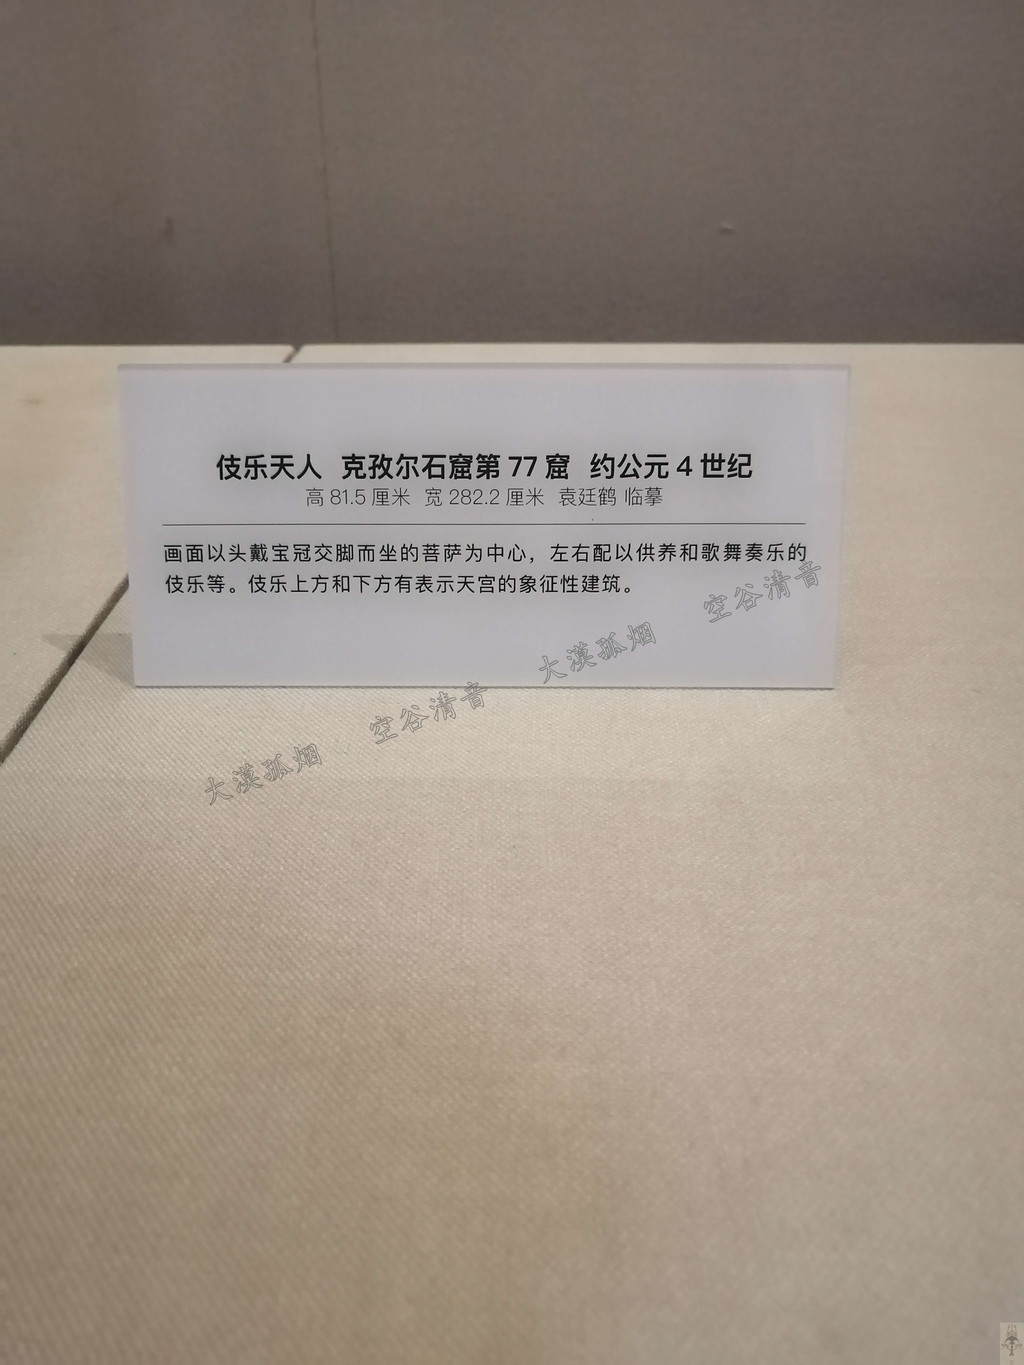 伎乐天人 克孜尔石窟第 77 窟 约公元 4 世纪
高 81.5 厘米 宽 282.2 厘米 袁廷鹤 临摹
画面以头戴宝冠交脚而坐的菩萨为中心，左右配以供养和歌舞奏乐的
伎乐等。伎乐上方和下方有表示天宫的象征性建筑。
大漠孤烟 空谷清音 大漠孤烟 空谷清音